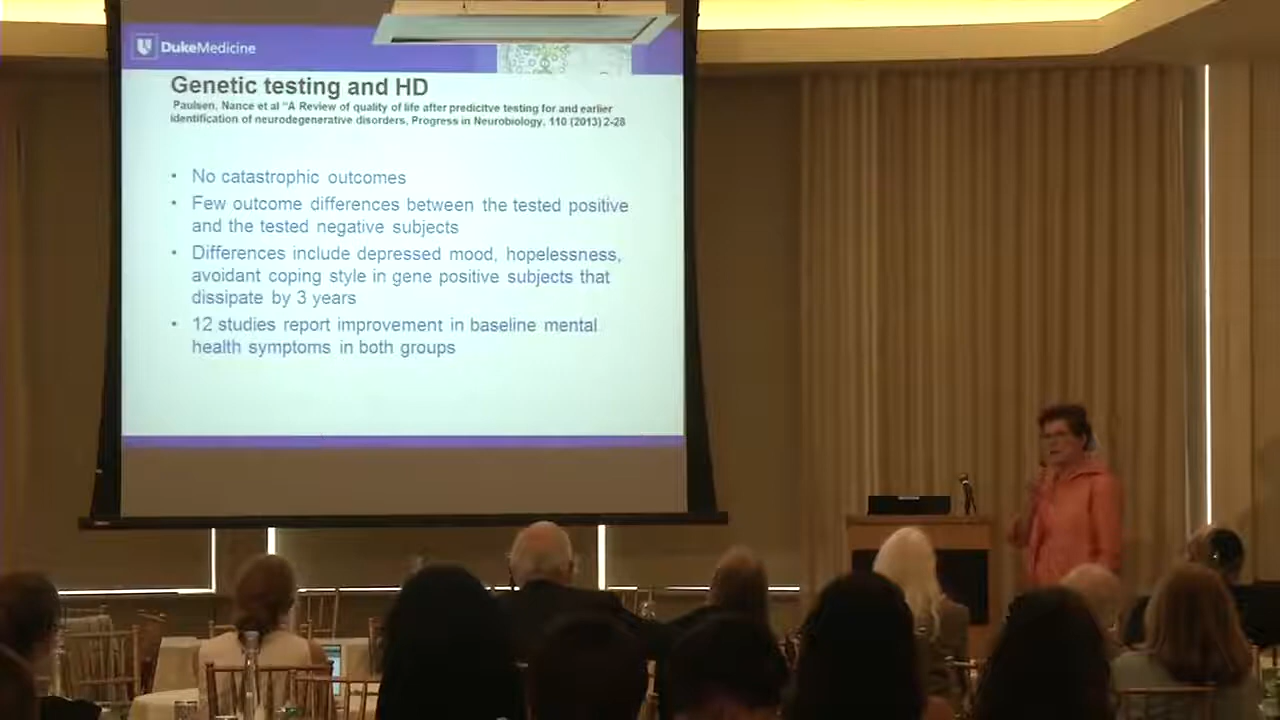 DukeMedicine
Genetic testing and HD
Paulsen, Nance et al "A Review of quality of life after predicitve testing for and earlier
identification of neurodegenerative disorders, Progress in Neurobiology, 110 (2013) 2-28
• No catastrophic outcomes
• Few outcome differences between the tested positive
and the tested negative subjects
• Differences include depressed mood, hopelessness,
avoidant coping style in gene positive subjects that
dissipate by 3 years
• 12 studies report improvement in baseline mental
health symptoms in both groups